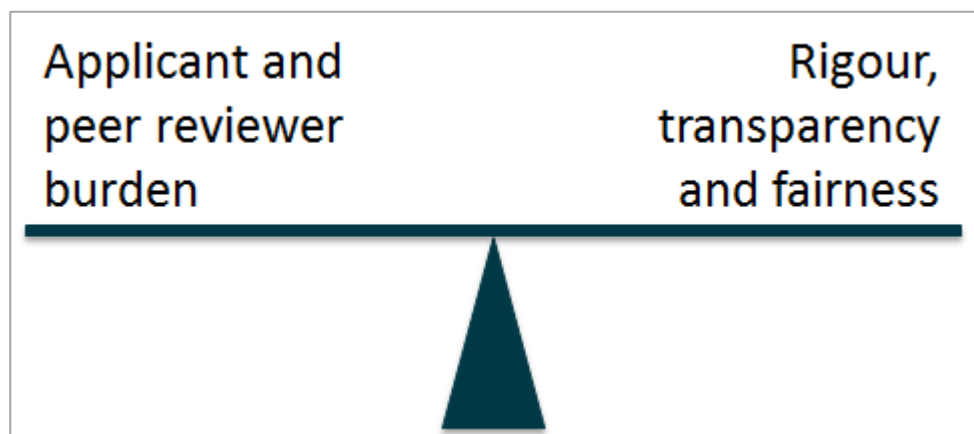 Applicant and
peer reviewer
burden
Rigour,
transparency
and fairness